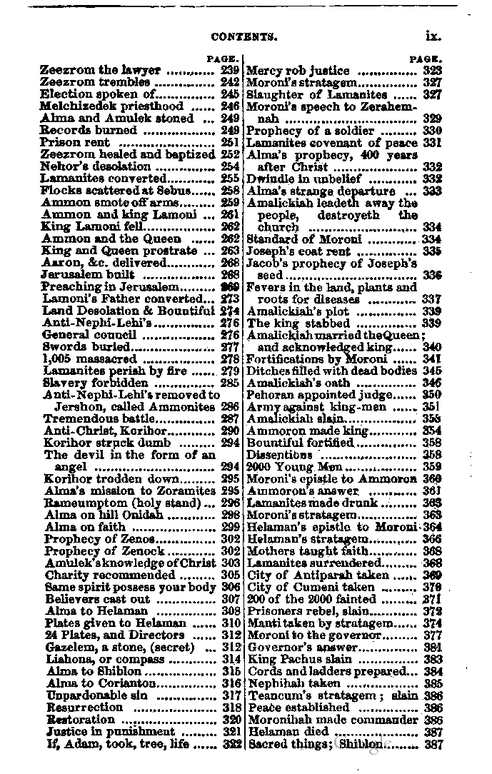 CONTENTS. ix.
PAGE.
Zeezrom the lawyer ............ 239
Zeezrom trembles ............... 242
Election spoken of ............... 245
Melchizedek priesthood ...... 246
Alma and Amulek stoned ... 249
Records burned .................. 249
Prison rent ........................ 251
Zeezrom healed and baptized 252
Nehor's desolation ............... 254
Lamanites converted............ 255
Flocks scattered at Sebus...... 258
Ammon smote off arms......... 259
Ammon and king Lamoni ... 261
King Lamoni fell.................. 262
Ammon and the Queen ...... 262
King and Queen prostrate ... 263
Aaron, &c. delivered............ 268
Jerusalem built .................. 268
Preaching in Jerusalem......... 269
Lamoni's Father converted... 273
Land Desolation & Bountiful 274
Anti-Nephi-Lehi's ............... 276
General council .................. 276
Swords buried..................... 277
1,005 massacred .................. 278
Lamanites perish by fire ...... 279
Slavery forbidden ............... 285
Anti-Nephi-Lehi's removed to
Jershon, called Ammonites 286
Tremendous battle............... 287
Anti-Christ, Korihor............ 290
Korihor struck dumb ......... 294
The devil in the form of an
angel ........................... 294
Korihor trodden down......... 295
Alma's mission to Zoramites 295
Rameumptom (holy stand)... 296
Alma on hill Onidah ............ 298
Alma on faith ..................... 299
Prophecy of Zenos............... 302
Prophecy of Zenock............ 302
Amulek's knowledge of Christ 303
Charity recommended ......... 305
Same spirit possess your body 306
Believers cast out ............... 307
Alma to Helaman ............... 308
Plates given to Helaman ...... 310
24 Plates, and Directors ...... 312
Gazelem, a stone, (secret) ... 312
Liahona, or compass ............ 314
Alma to Shiblon .................. 315
Alma to Corianton............... 316
Unpardonable sin ............... 317
Resurrection ..................... 318
Restoration ........................ 320
Justice in punishment ......... 321
If, Adam, took, tree, life ...... 322
PAGE.
Mercy rob justice ............... 323
Moroni's stratagem............... 327
Slaughter of Lamanites ...... 327
Moroni's speech to Zerahem-
nah .............................. 329
Prophecy of a soldier ......... 330
Lamanites covenant of peace 331
Alma's prophecy, 400 years
after Christ .................. 332
Dwindle in unbelief ............ 332
Alma's strange departure ... 333
Amalickiah leadeth away the
people, destroyeth the
church ........................ 334
Standard of Moroni ............ 334
Joseph's coat rent ............... 335
Jacob's prophecy of Joseph's
seed .............................. 336
Fevers in the land, plants and
roots for diseases ............ 337
Amalickiah's plot ............... 339
The king stabbed ............... 339
Amalickiah married the Queen;
and acknowledged king...... 340
Fortifications by Moroni ...... 341
Ditches filled with dead bodies 345
Amalickiah's oath ............... 346
Pehoran appointed judge...... 350
Army against king-men ...... 351
Amalickiah slain.................. 353
Ammoron made king............ 354
Bountiful fortified............... 358
Dissentions ........................ 358
2000 Young Men .................. 359
Moroni's epistle to Ammoron 360
Ammoron's answer ............ 361
Lamanites made drunk ......... 363
Moroni's stratagem............... 363
Helaman's epistle to Moroni 364
Helaman's stratagem............ 366
Mothers taught faith............ 368
Lamanites surrendered......... 368
City of Antiparah taken ...... 369
City of Cumeni taken ......... 370
200 of the 2000 fainted ......... 371
Prisoners rebel, slain............ 372
Manti taken by stratagem...... 374
Moroni to the governor......... 377
Governor's answer............... 381
King Pachus slain ............... 383
Cords and ladders prepared... 384
Nephihah taken .................. 385
Teancum's stratagem; slain 386
Peace established ............... 386
Moronihah made commander 386
Helaman died ..................... 387
Sacred things; Shiblon......... 387